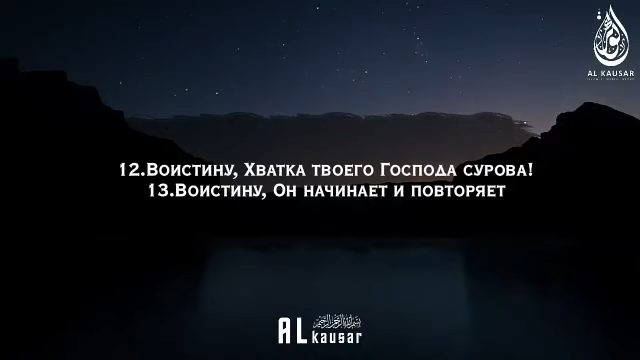 AL KAUSAR
12.Воистину, Хватка твоего Господа сурова!
13.Воистину, Он начинает и повторяет
AL kausar